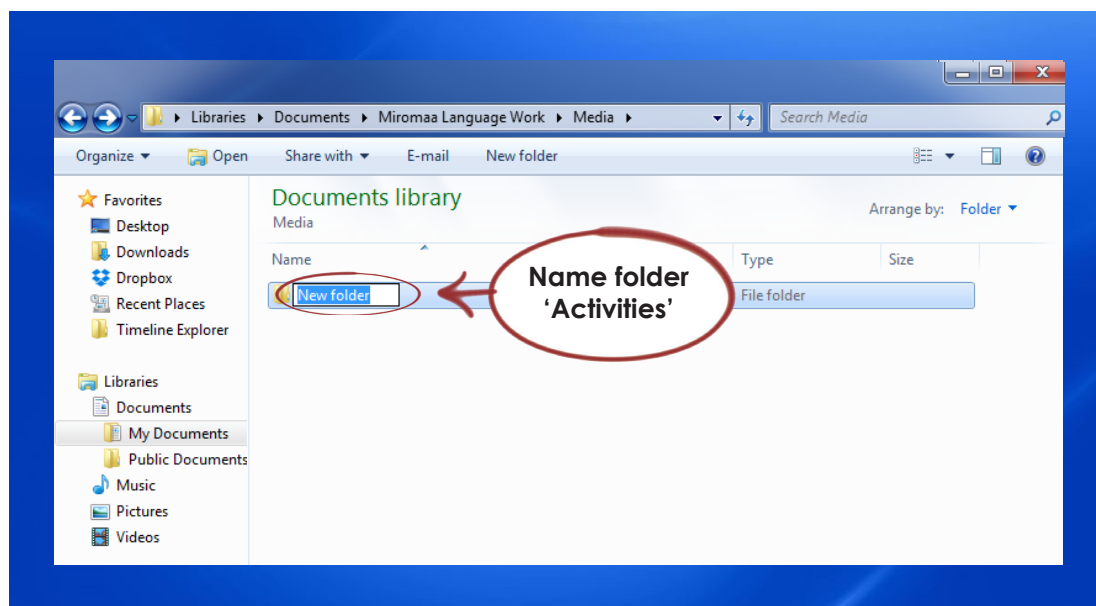 Libraries ▸ Documents ▸ Miromaa Language Work ▸ Media ▸ Search Media
Organize Open Share with E-mail New folder
Favorites
Desktop
Downloads
Dropbox
Recent Places
Timeline Explorer
Libraries
Documents
My Documents
Public Documents
Music
Pictures
Videos
Documents library
Media
Arrange by: Folder
Name Type Size
New folder File folder
Name folder
‘Activities’